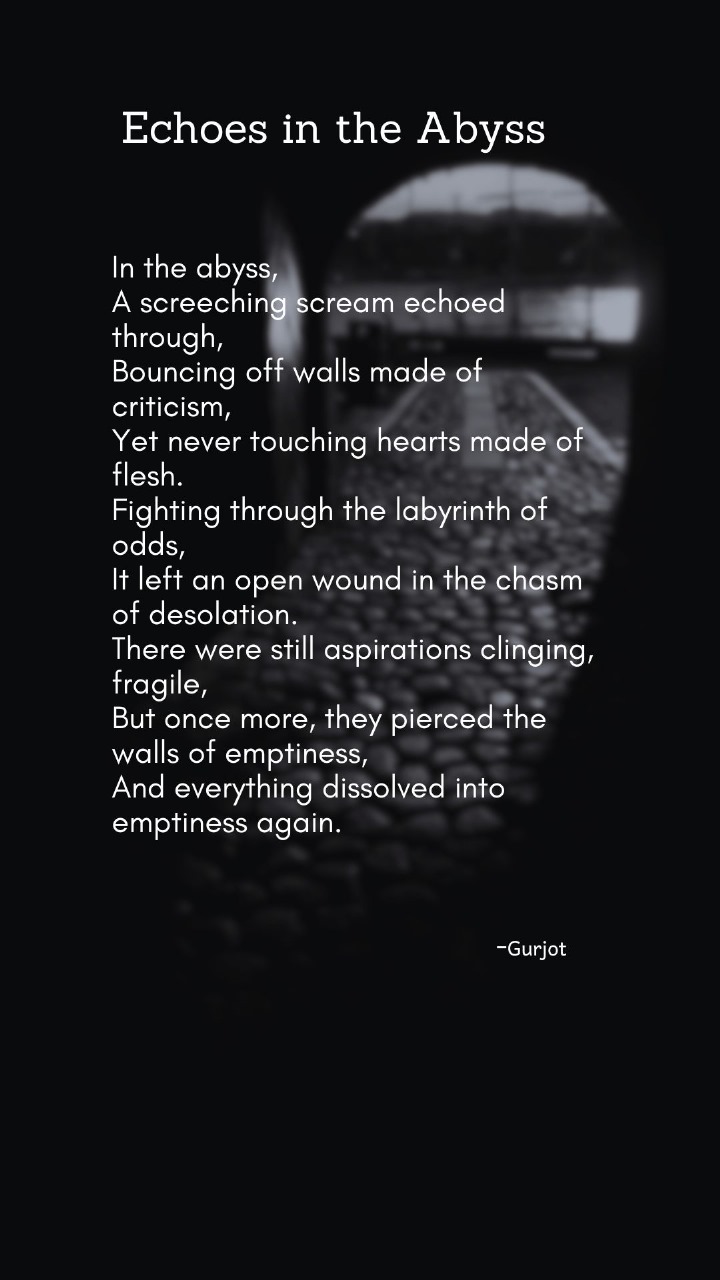 Echoes in the Abyss
In the abyss,
A screeching scream echoed
through,
Bouncing off walls made of
criticism,
Yet never touching hearts made of
flesh.
Fighting through the labyrinth of
odds,
It left an open wound in the chasm
of desolation.
There were still aspirations clinging,
fragile,
But once more, they pierced the
walls of emptiness,
And everything dissolved into
emptiness again.
-Gurjot